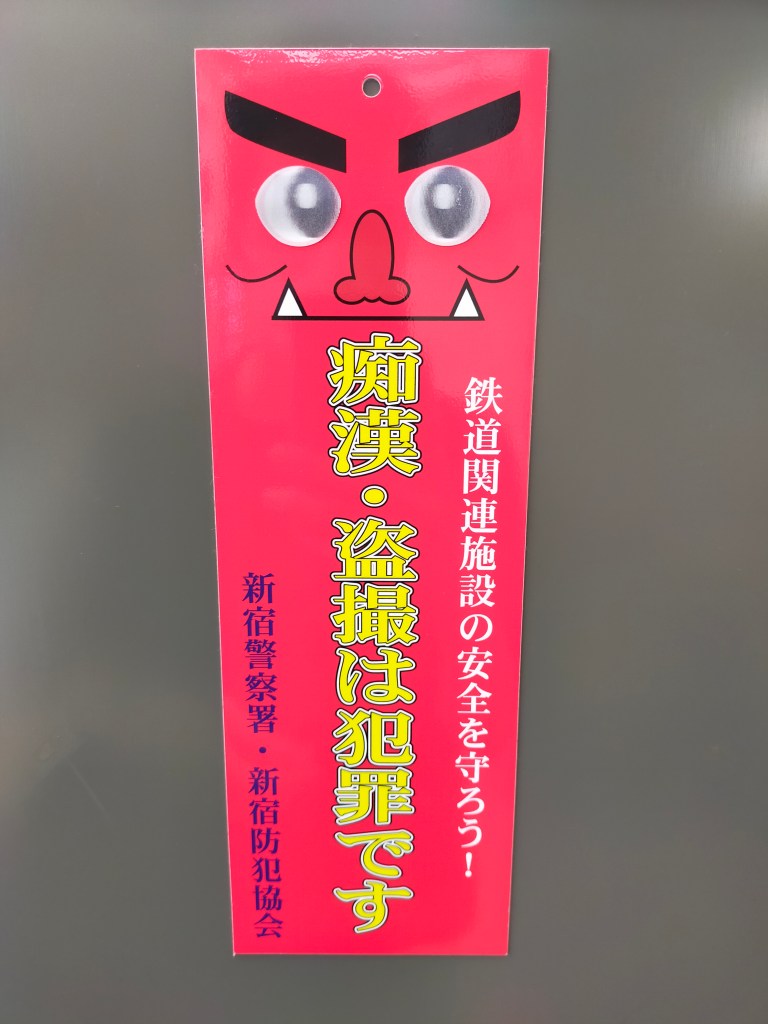 鉄道関連施設の安全を守ろう！
痴漢・盗撮は犯罪です
新宿警察署・新宿防犯協会